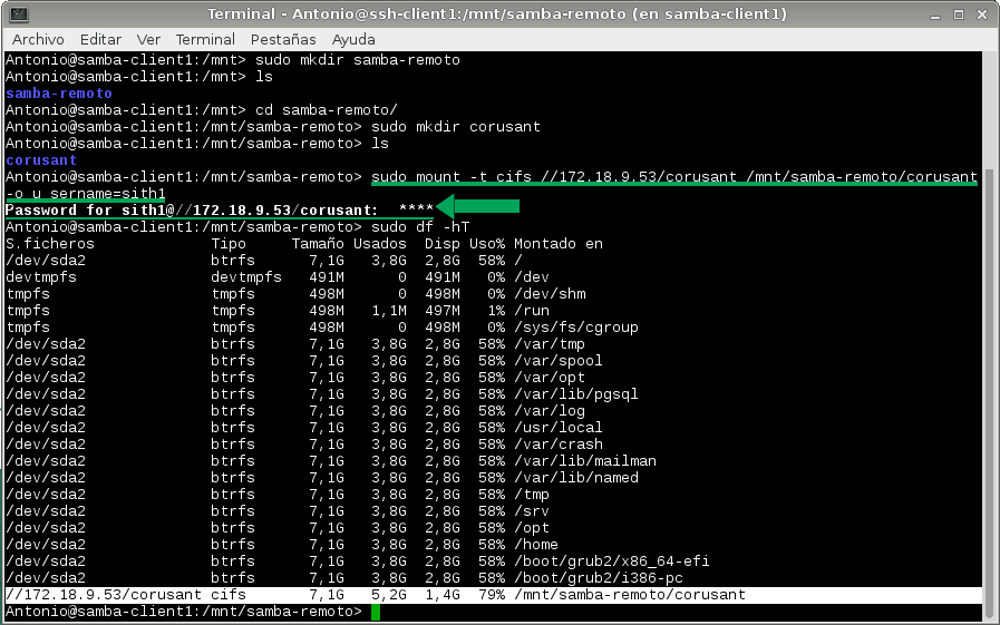 Terminal - Antonio@ssh-client1:/mnt/samba-remoto (en samba-client1)
Archivo Editar Ver Terminal Pestañas Ayuda
Antonio@samba-client1:/mnt> sudo mkdir samba-remoto
Antonio@samba-client1:/mnt> ls
samba-remoto
Antonio@samba-client1:/mnt> cd samba-remoto/
Antonio@samba-client1:/mnt/samba-remoto> sudo mkdir corusant
Antonio@samba-client1:/mnt/samba-remoto> ls
corusant
Antonio@samba-client1:/mnt/samba-remoto> sudo mount -t cifs //172.18.9.53/corusant /mnt/samba-remoto/corusant
-o u sername=sith1
Password for sith1@//172.18.9.53/corusant:  ****
Antonio@samba-client1:/mnt/samba-remoto> sudo df -hT
S.ficheros Tipo Tamaño Usados Disp Uso% Montado en
/dev/sda2 btrfs 7,1G 3,8G 2,8G 58% /
devtmpfs devtmpfs 491M 0 491M 0% /dev
tmpfs tmpfs 498M 0 498M 0% /dev/shm
tmpfs tmpfs 498M 1,1M 497M 1% /run
tmpfs tmpfs 498M 0 498M 0% /sys/fs/cgroup
/dev/sda2 btrfs 7,1G 3,8G 2,8G 58% /var/tmp
/dev/sda2 btrfs 7,1G 3,8G 2,8G 58% /var/spool
/dev/sda2 btrfs 7,1G 3,8G 2,8G 58% /var/opt
/dev/sda2 btrfs 7,1G 3,8G 2,8G 58% /var/lib/pgsql
/dev/sda2 btrfs 7,1G 3,8G 2,8G 58% /var/log
/dev/sda2 btrfs 7,1G 3,8G 2,8G 58% /usr/local
/dev/sda2 btrfs 7,1G 3,8G 2,8G 58% /var/crash
/dev/sda2 btrfs 7,1G 3,8G 2,8G 58% /var/lib/mailman
/dev/sda2 btrfs 7,1G 3,8G 2,8G 58% /var/lib/named
/dev/sda2 btrfs 7,1G 3,8G 2,8G 58% /tmp
/dev/sda2 btrfs 7,1G 3,8G 2,8G 58% /srv
/dev/sda2 btrfs 7,1G 3,8G 2,8G 58% /opt
/dev/sda2 btrfs 7,1G 3,8G 2,8G 58% /home
/dev/sda2 btrfs 7,1G 3,8G 2,8G 58% /boot/grub2/x86_64-efi
/dev/sda2 btrfs 7,1G 3,8G 2,8G 58% /boot/grub2/i386-pc
//172.18.9.53/corusant cifs 7,1G 5,2G 1,4G 79% /mnt/samba-remoto/corusant
Antonio@samba-client1:/mnt/samba-remoto>